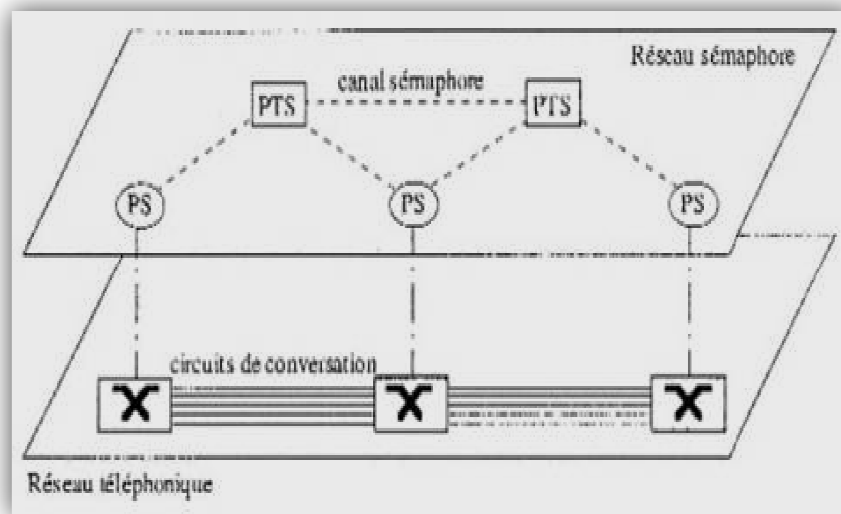 Réseau sémaphore
canal sémaphore
PTS
PTS
PS
PS
PS
circuits de conversation
Réseau téléphonique